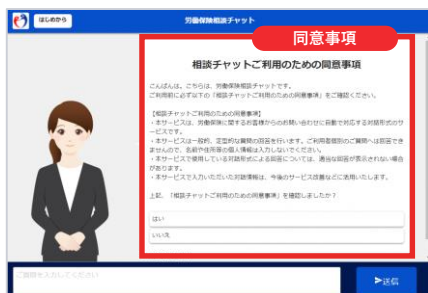 はじめから
労働保険相談チャット
同意事項
相談チャットご利用のための同意事項
こんばんは。こちらは、労働保険相談チャットです。
ご利用前に必ず以下の「相談チャットご利用のための同意事項」をご確認ください。
【相談チャットご利用のための同意事項】
・本サービスは、労働保険に関するお客様からのお問い合わせに自動で対応する対話形式のサ
ービスです。
・本サービスは一般的、定型的な質問の回答を行います。ご利用者個別のご質問へは回答でき
ませんので、名前や住所等の個人情報は入力しないでください。
・本サービスで使用している対話形式による回答については、適当な回答が表示されない場合
があります。
・本サービスで入力いただいた対話情報は、今後のサービス改善などに活用いたします。
上記、「相談チャットご利用のための同意事項」を確認しましたか？
はい
いいえ
ご質問を入力してください
送信